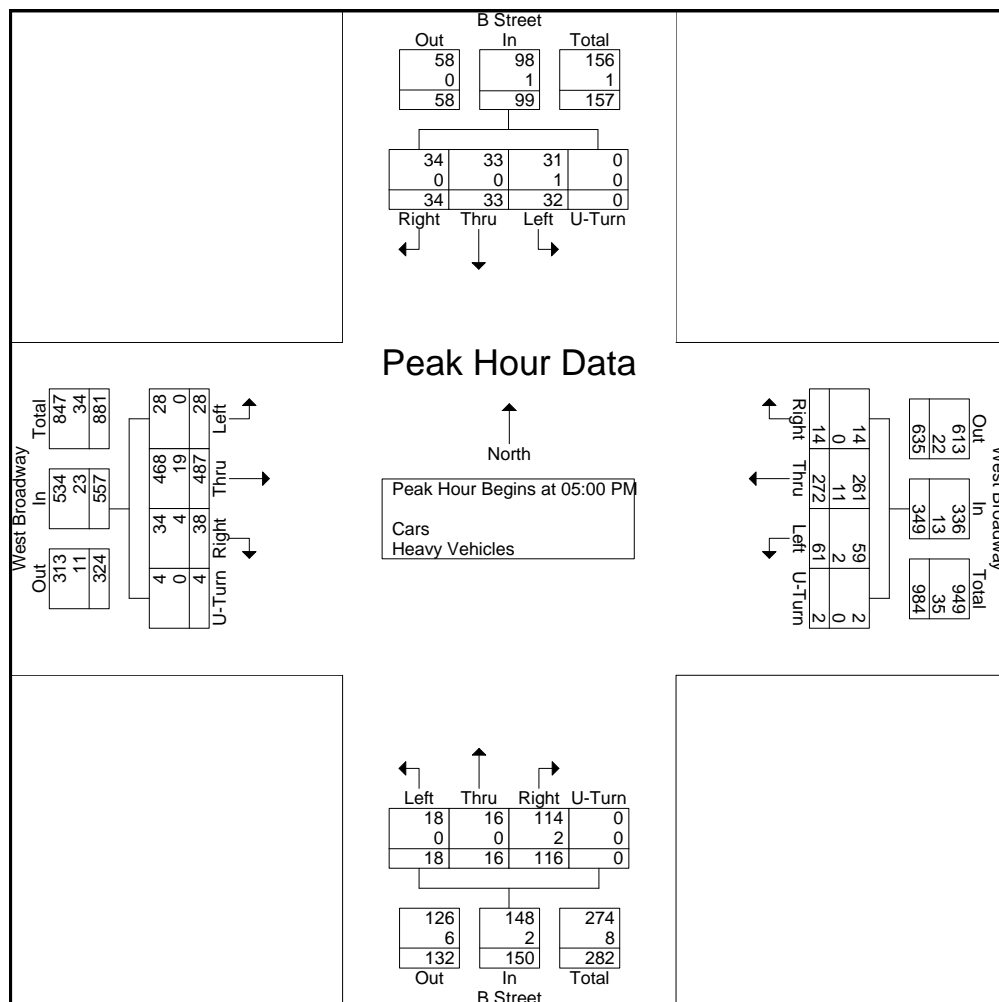 B Street
Out In Total
58 98 156
0 1 1
58 99 157
34 33 31 0
0 0 1 0
34 33 32 0
Right Thru Left U-Turn
Peak Hour Data
North
Peak Hour Begins at 05:00 PM
Cars
Heavy Vehicles
West Broadway
Total In Out
847 534 313
34 23 11
881 557 324
28 468 34 4
0 19 4 0
28 487 38 4
Left Thru Right U-Turn
West Broadway
Out In Total
613 336 949
22 13 35
635 349 984
14 261 59 2
0 11 2 0
14 272 61 2
Right Thru Left U-Turn
Left Thru Right U-Turn
18 16 114 0
0 0 2 0
18 16 116 0
126 148 274
6 2 8
132 150 282
Out In Total
B Street